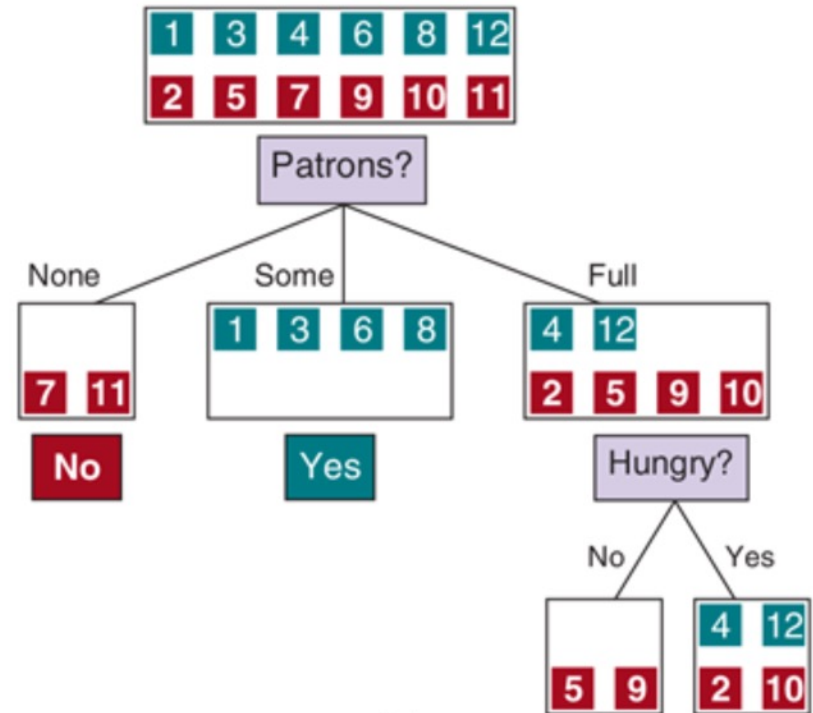 1 3 4 6 8 12
2 5 7 9 10 11
Patrons?
None Some Full
1 3 6 8 4 12
7 11 2 5 9 10
No Yes Hungry?
No Yes
4 12
5 9 2 10